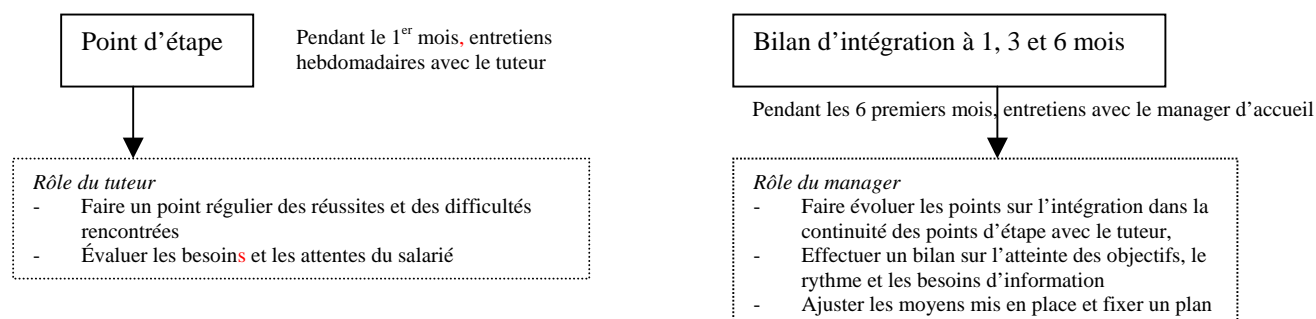 Point d’étape
Pendant le 1er mois, entretiens
hebdomadaires avec le tuteur
Rôle du tuteur
- Faire un point régulier des réussites et des difficultés
rencontrées
- Évaluer les besoins et les attentes du salarié
Bilan d’intégration à 1, 3 et 6 mois
Pendant les 6 premiers mois, entretiens avec le manager d’accueil
Rôle du manager
- Faire évoluer les points sur l’intégration dans la
continuité des points d’étape avec le tuteur,
- Effectuer un bilan sur l’atteinte des objectifs, le
rythme et les besoins d’information
- Ajuster les moyens mis en place et fixer un plan